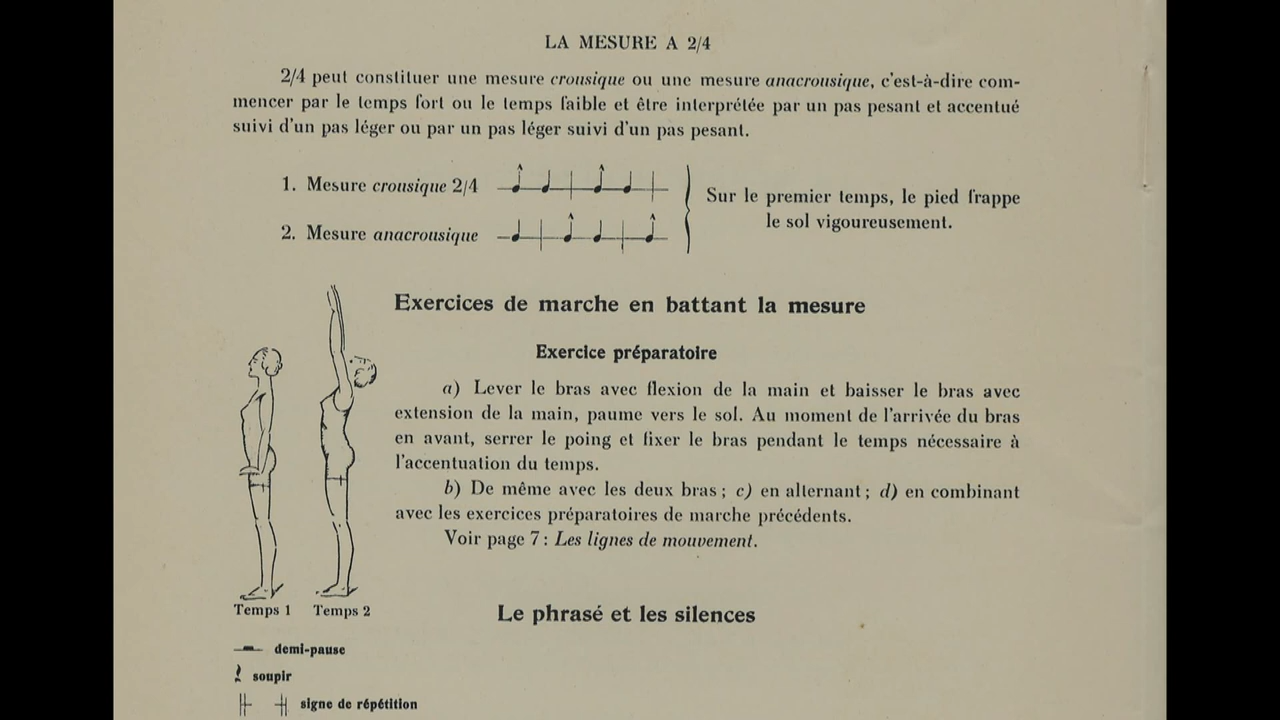 LA MESURE A 2/4
2/4 peut constituer une mesure crousique ou une mesure anacrousique, c'est-à-dire com-
mencer par le temps fort ou le temps faible et être interprétée par un pas pesant et accentué
suivi d'un pas léger ou par un pas léger suivi d'un pas pesant.
1. Mesure crousique 2/4
2. Mesure anacrousique
Sur le premier temps, le pied frappe
le sol vigoureusement.
Exercices de marche en battant la mesure
Exercice préparatoire
a) Lever le bras avec flexion de la main et baisser le bras avec
extension de la main, paume vers le sol. Au moment de l'arrivée du bras
en avant, serrer le poing et fixer le bras pendant le temps nécessaire à
l'accentuation du temps.
b) De même avec les deux bras ; c) en alternant ; d) en combinant
avec les exercices préparatoires de marche précédents.
Voir page 7 : Les lignes de mouvement.
Temps 1 Temps 2
Le phrasé et les silences
demi-pause
soupir
signe de répétition